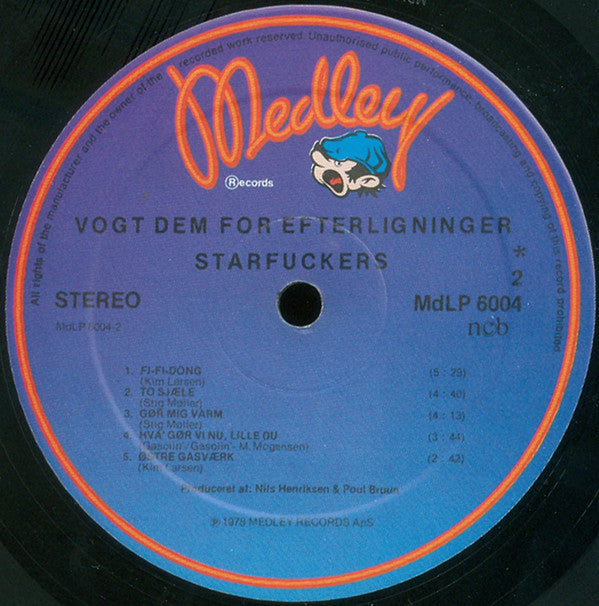 All rights of the manufacturer and the owner of the recorded work reserved. Unauthorised public performance, broadcasting and copying of this record prohibited
Medley
Records
VOGT DEM FOR EFTERLIGNINGER
STARFUCKERS
*
2
STEREO
MdLP 6004
MdLP 6004-2
ncb
1. FI-FI-DONG (5 : 29)
(Kim Larsen)
2. TO SJÆLE (4 : 40)
(Stig Møller)
3. GØR MIG VARM (4 : 13)
(Stig Møller)
4. HVA' GØR VI NU, LILLE DU (3 : 44)
(Gasolin'-Gasolin'- M. Mogensen)
5. ØSTRE GASVÆRK (2 : 43)
(Kim Larsen)
Produceret af: Nils Henriksen & Poul Bruun
℗ 1978 MEDLEY RECORDS ApS